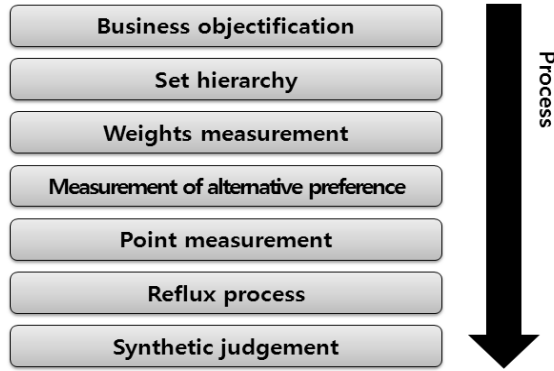 Business objectification
Set hierarchy
Weights measurement
Measurement of alternative preference
Point measurement
Reflux process
Synthetic judgement
Process